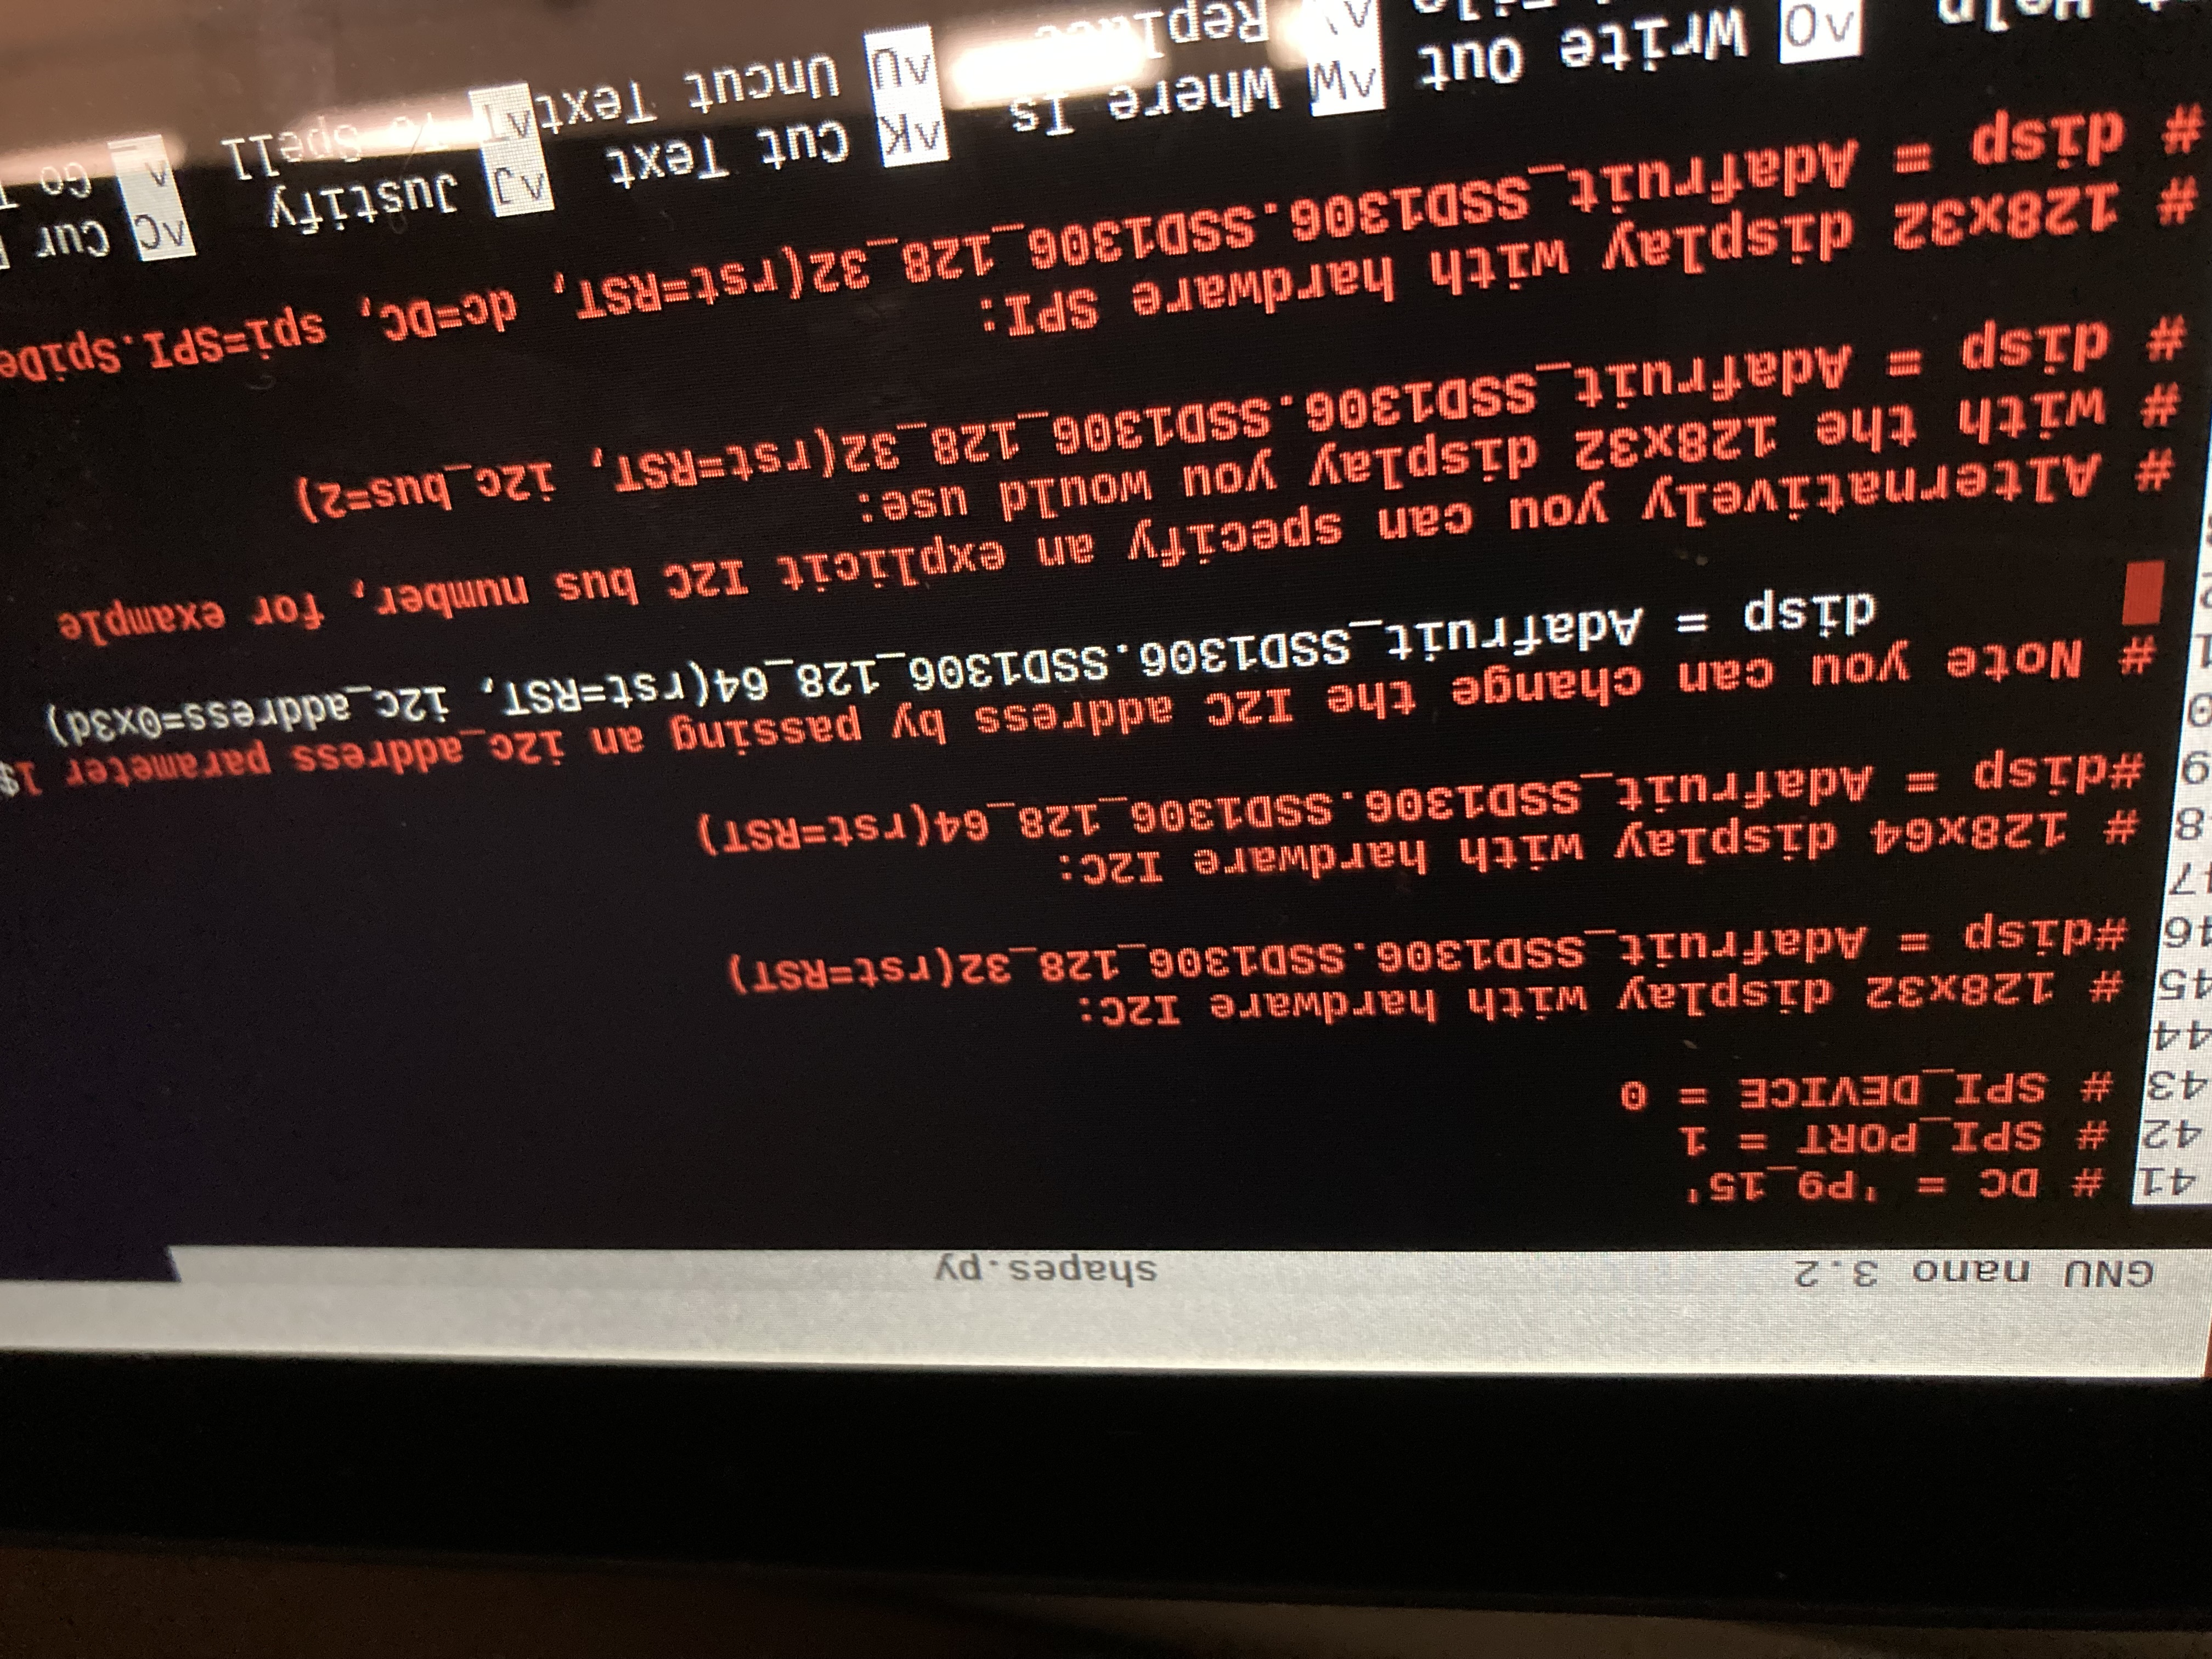 GNU nano 3.2 shapes.py
41 # DC = 'P9_15'
42 # SPI_PORT = 1
43 # SPI_DEVICE = 0
44
45 # 128x32 display with hardware I2C:
46 #disp = Adafruit_SSD1306.SSD1306_128_32(rst=RST)
7
8 # 128x64 display with hardware I2C:
9 #disp = Adafruit_SSD1306.SSD1306_128_64(rst=RST)
0
1 # Note you can change the I2C address by passing an i2c_address parameter l$
2 disp = Adafruit_SSD1306.SSD1306_128_64(rst=RST, i2c_address=0x3d)
# Alternatively you can specify an explicit I2C bus number, for example
# with the 128x32 display you would use:
# disp = Adafruit_SSD1306.SSD1306_128_32(rst=RST, i2c_bus=2)
# 128x32 display with hardware SPI:
# disp = Adafruit_SSD1306.SSD1306_128_32(rst=RST, dc=DC, spi=SPI.SpiDe
Help ^O Write Out ^W Where Is ^K Cut Text ^J Justify ^C Cur
File ^\ Replace ^U Uncut Text ^T To Spell ^_ Go